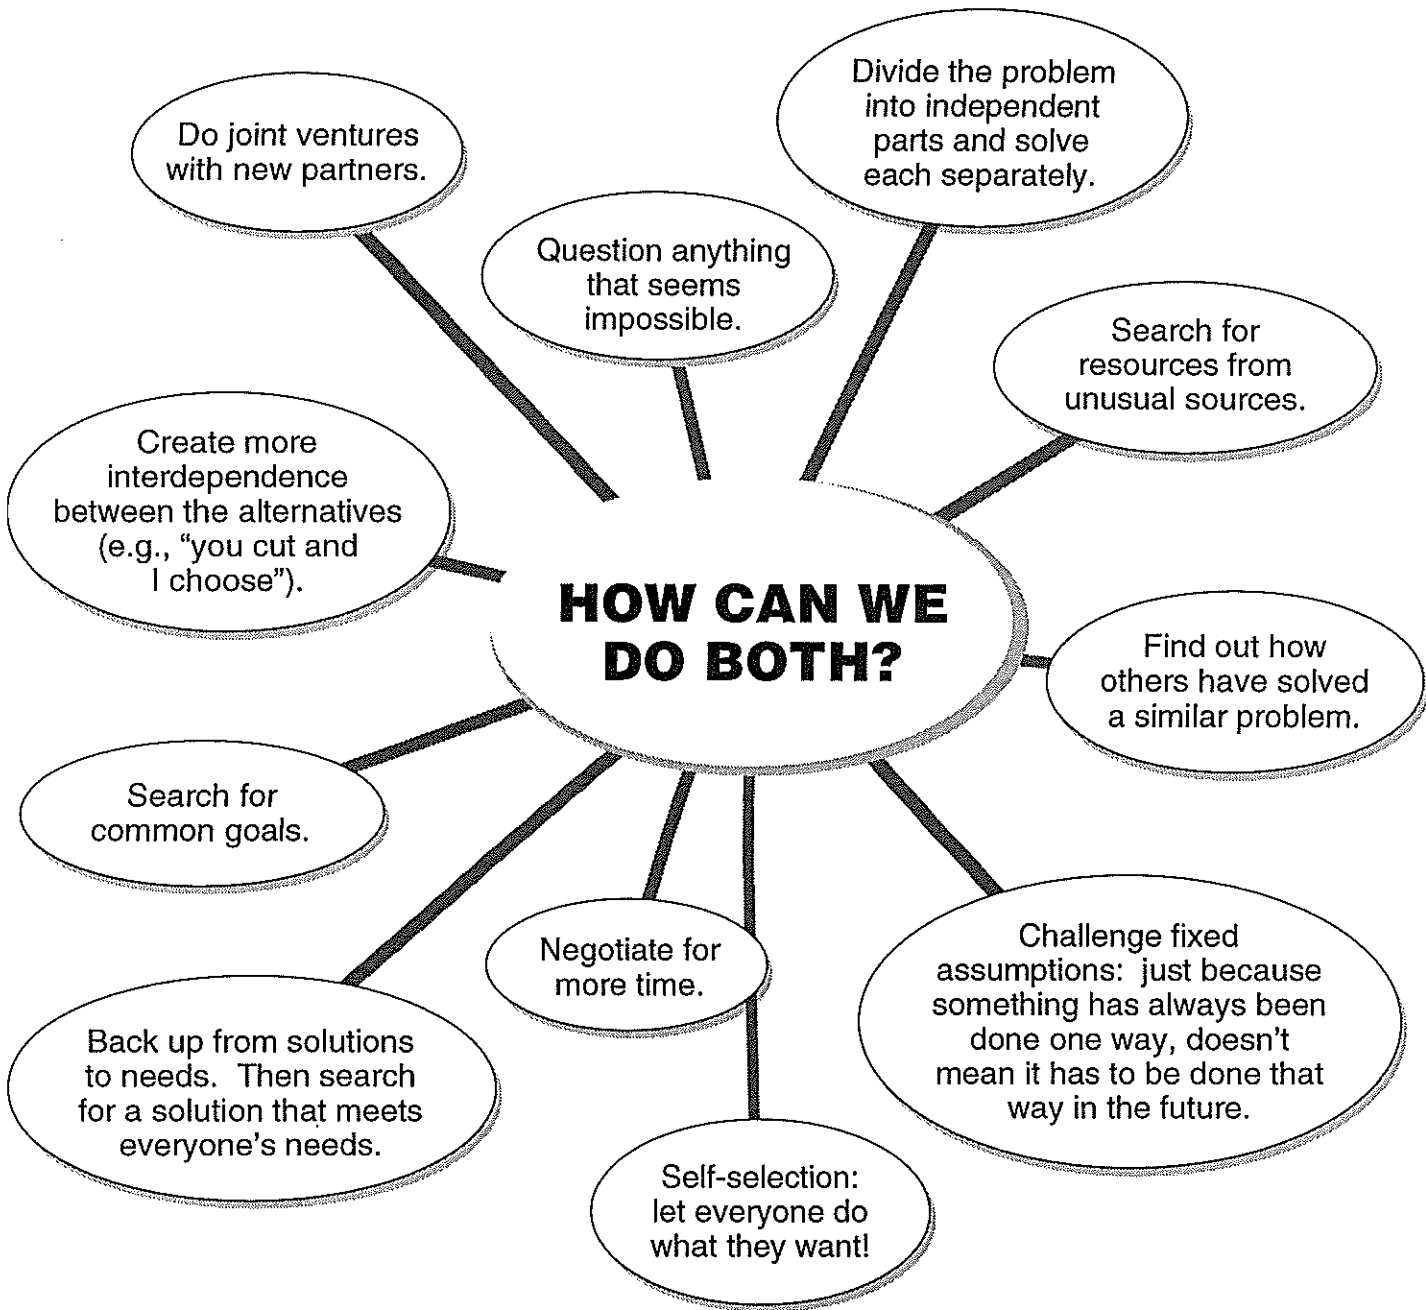 Do joint ventures
with new partners.
Divide the problem
into independent
parts and solve
each separately.
Question anything
that seems
impossible.
Search for
resources from
unusual sources.
Create more
interdependence
between the alternatives
(e.g., “you cut and
I choose”).
HOW CAN WE
DO BOTH?
Find out how
others have solved
a similar problem.
Search for
common goals.
Negotiate for
more time.
Challenge fixed
assumptions: just because
something has always been
done one way, doesn't
mean it has to be done that
way in the future.
Back up from solutions
to needs. Then search
for a solution that meets
everyone's needs.
Self-selection:
let everyone do
what they want!